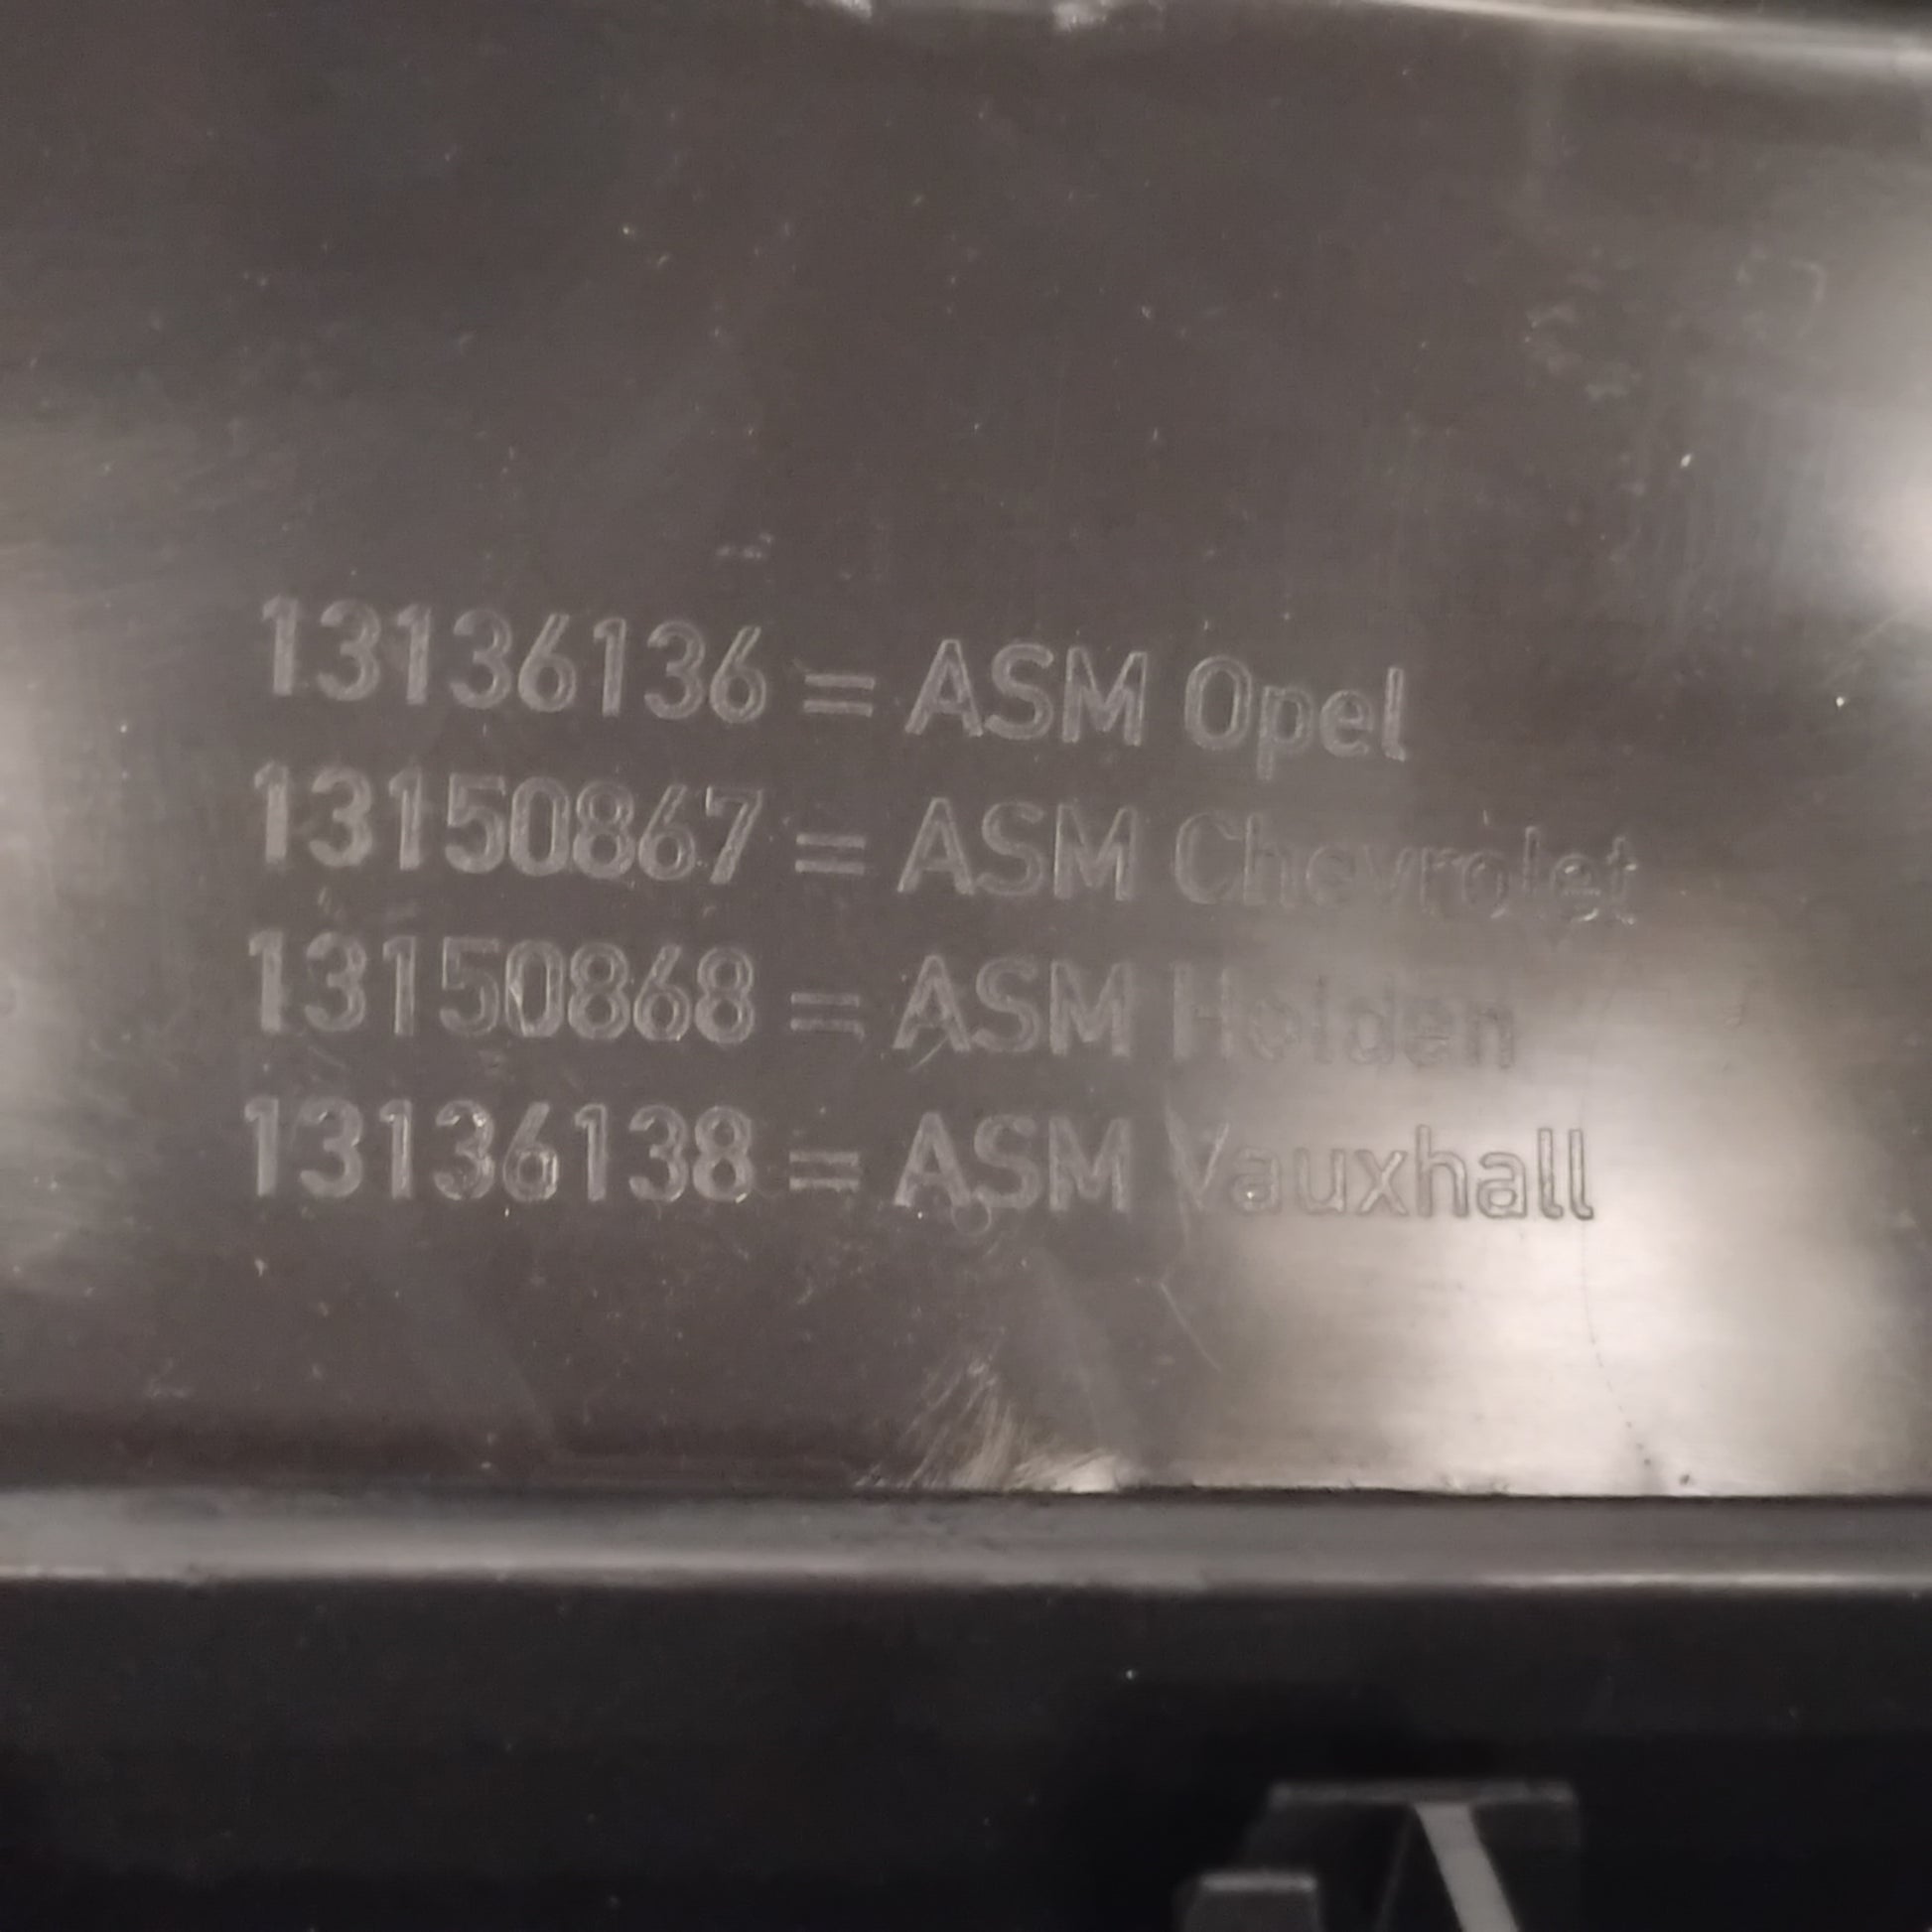 13136136 = ASM Opel
13150867 = ASM Chevrolet
13150868 = ASM Holden
13136138 = ASM Vauxhall